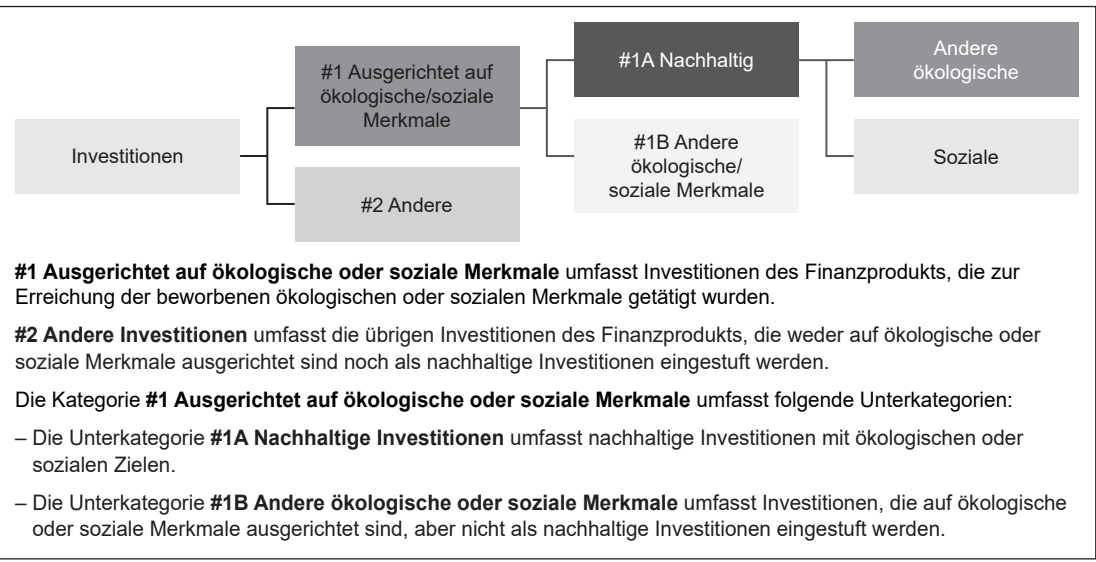 Investitionen
#1 Ausgerichtet auf
ökologische/soziale
Merkmale
#2 Andere
#1A Nachhaltig
#1B Andere
ökologische/
soziale Merkmale
Andere
ökologische
Soziale
#1 Ausgerichtet auf ökologische oder soziale Merkmale umfasst Investitionen des Finanzprodukts, die zur
Erreichung der beworbenen ökologischen oder sozialen Merkmale getätigt wurden.
#2 Andere Investitionen umfasst die übrigen Investitionen des Finanzprodukts, die weder auf ökologische oder
soziale Merkmale ausgerichtet sind noch als nachhaltige Investitionen eingestuft werden.
Die Kategorie #1 Ausgerichtet auf ökologische oder soziale Merkmale umfasst folgende Unterkategorien:
– Die Unterkategorie #1A Nachhaltige Investitionen umfasst nachhaltige Investitionen mit ökologischen oder
sozialen Zielen.
– Die Unterkategorie #1B Andere ökologische oder soziale Merkmale umfasst Investitionen, die auf ökologische
oder soziale Merkmale ausgerichtet sind, aber nicht als nachhaltige Investitionen eingestuft werden.